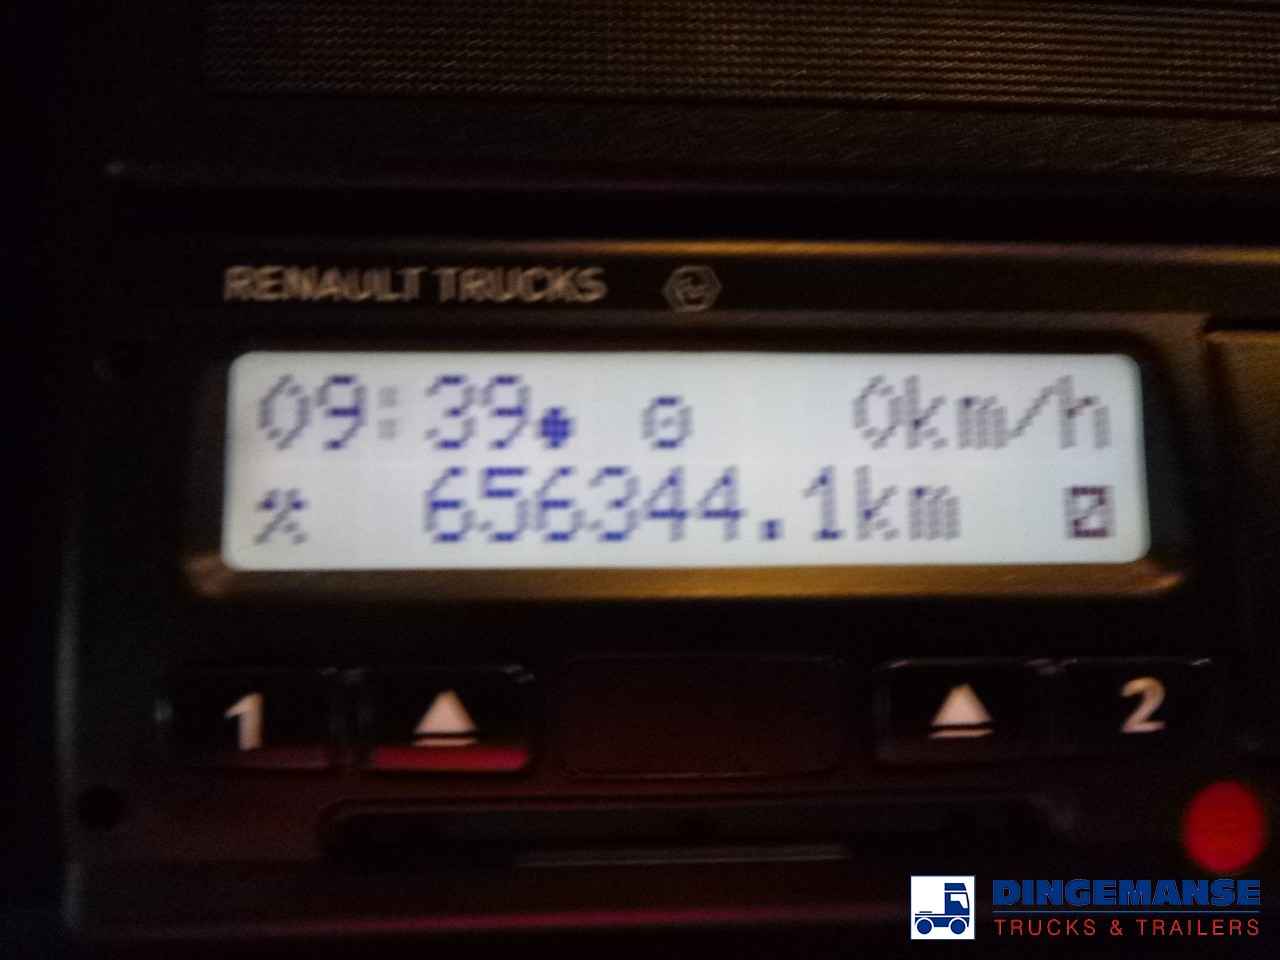 RENAULT TRUCKS
09:39 0km/h
656344.1km
1 2
DINGEMANSE
TRUCKS & TRAILERS